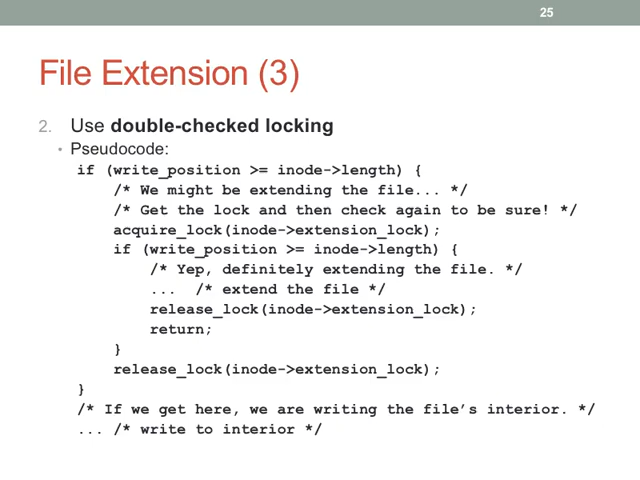 25
File Extension (3)
2. Use double-checked locking
• Pseudocode:
if (write_position >= inode->length) {
/* We might be extending the file... */
/* Get the lock and then check again to be sure! */
acquire_lock(inode->extension_lock);
if (write_position >= inode->length) {
/* Yep, definitely extending the file. */
... /* extend the file */
release_lock(inode->extension_lock);
return;
}
release_lock(inode->extension_lock);
}
/* If we get here, we are writing the file’s interior. */
... /* write to interior */